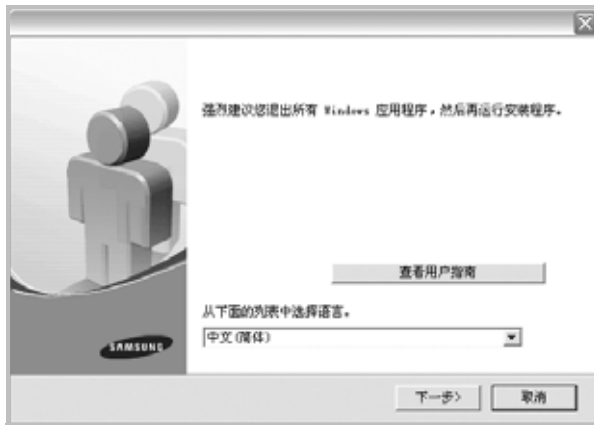 强烈建议您退出所有 Windows 应用程序，然后再运行安装程序。
查看用户指南
从下面的列表中选择语言。
中文(简体)
SAMSUNG
下一步>
取消